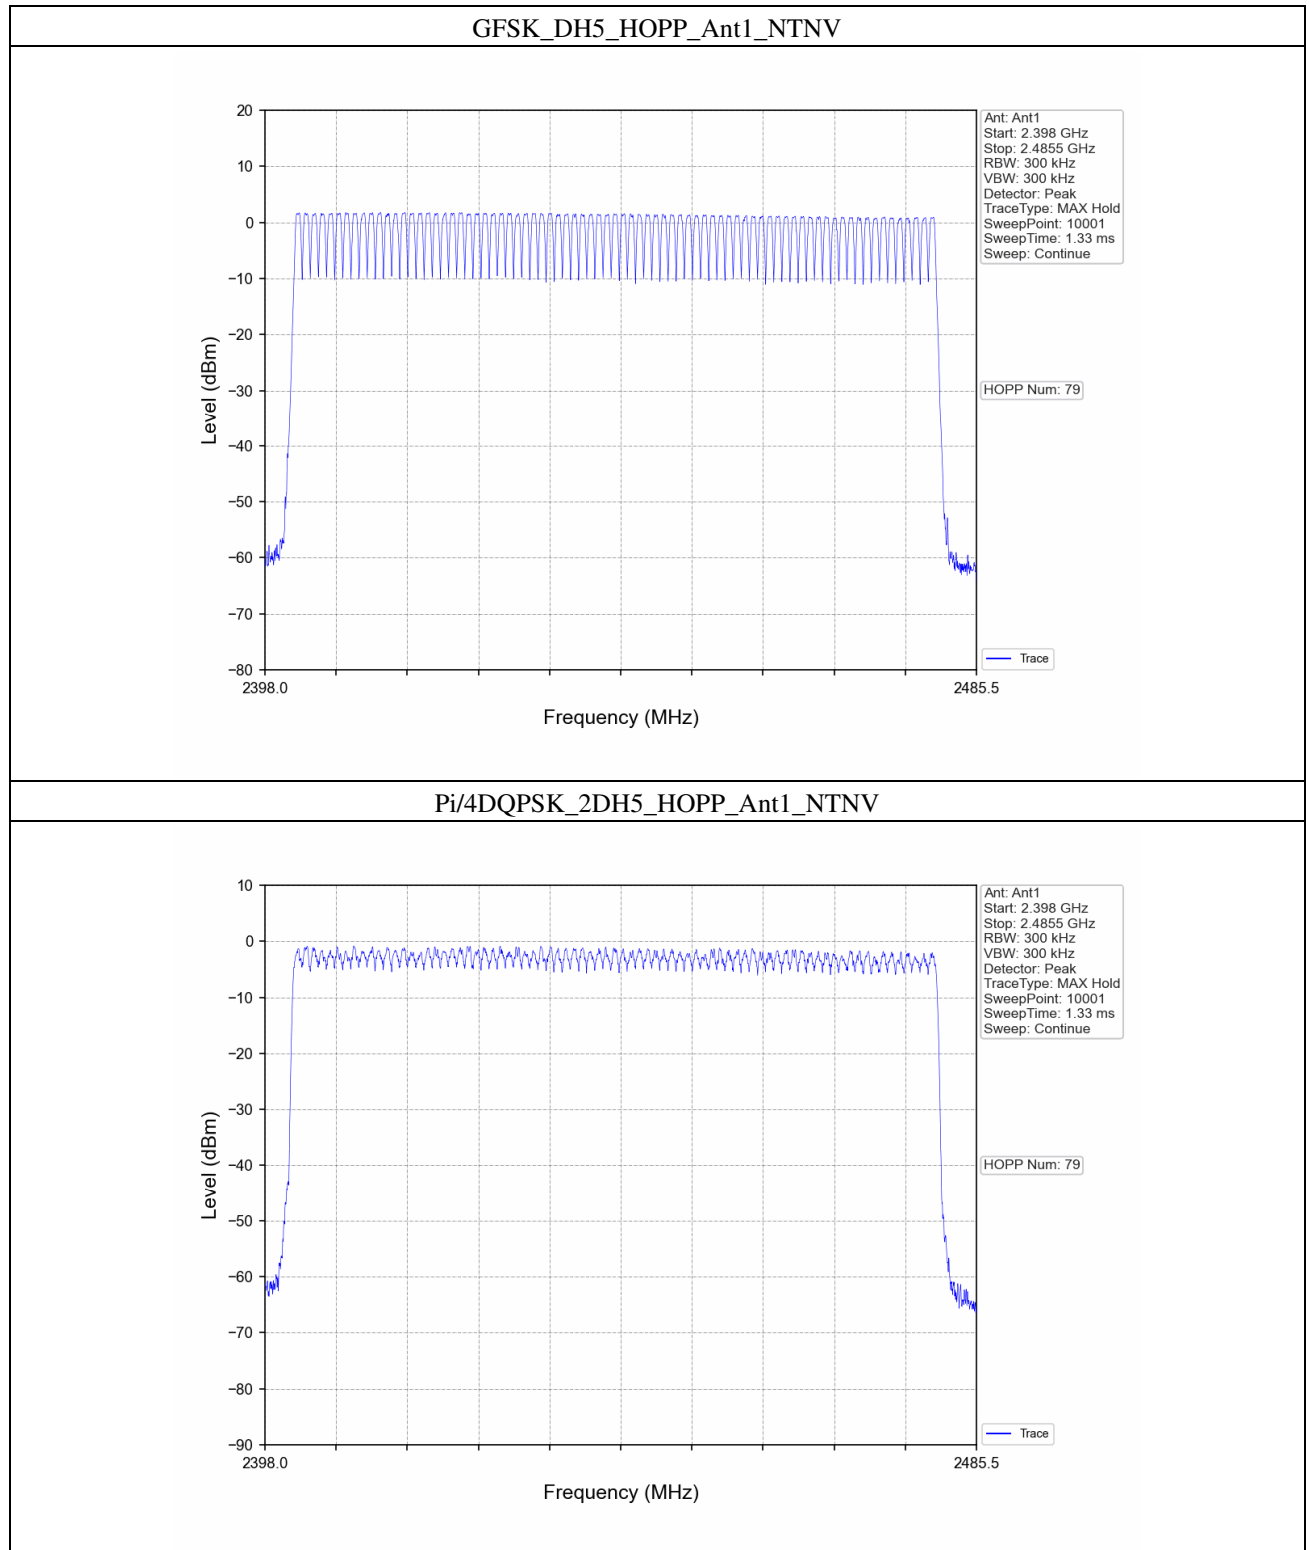 GFSK_DH5_HOPP_Ant1_NTNV
20
10
0
−10
−20
−30
−40
−50
−60
−70
−80
Level (dBm)
2398.0
2485.5
Frequency (MHz)
Ant: Ant1
Start: 2.398 GHz
Stop: 2.4855 GHz
RBW: 300 kHz
VBW: 300 kHz
Detector: Peak
TraceType: MAX Hold
SweepPoint: 10001
SweepTime: 1.33 ms
Sweep: Continue
HOPP Num: 79
Trace
Pi/4DQPSK_2DH5_HOPP_Ant1_NTNV
10
0
−10
−20
−30
−40
−50
−60
−70
−80
−90
Level (dBm)
2398.0
2485.5
Frequency (MHz)
Ant: Ant1
Start: 2.398 GHz
Stop: 2.4855 GHz
RBW: 300 kHz
VBW: 300 kHz
Detector: Peak
TraceType: MAX Hold
SweepPoint: 10001
SweepTime: 1.33 ms
Sweep: Continue
HOPP Num: 79
Trace